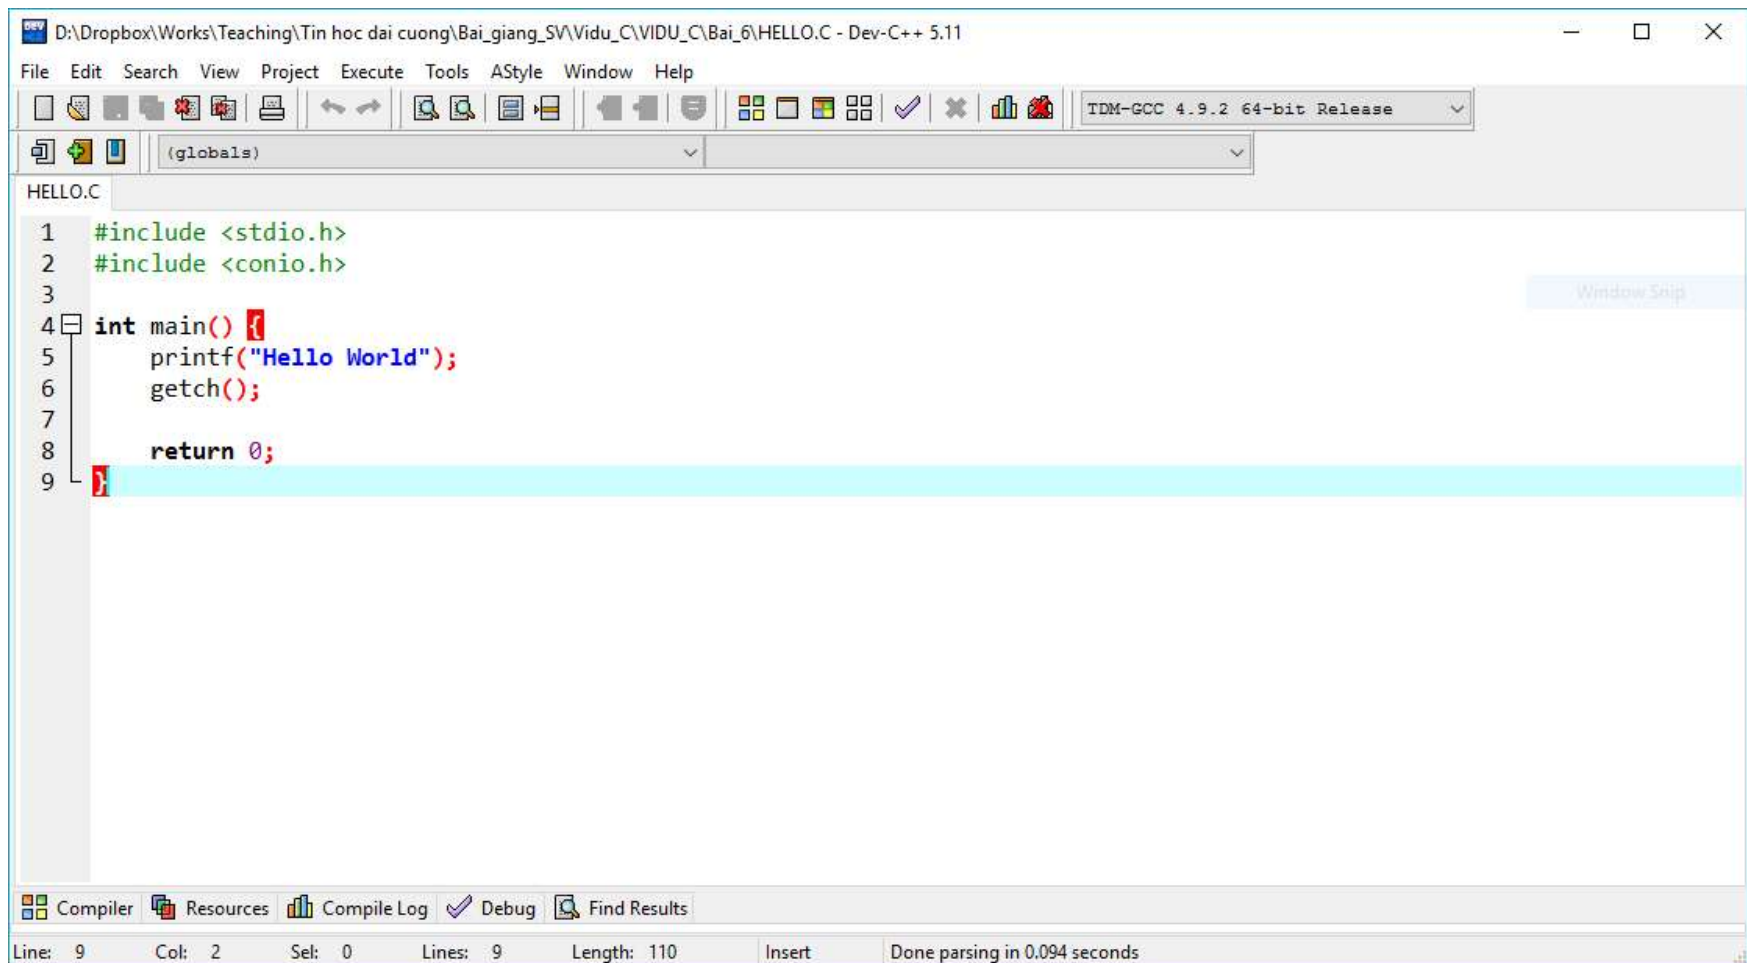 D:\Dropbox\Works\Teaching\Tin hoc dai cuong\Bai_giang_SV\Vidu_C\VIDU_C\Bai_6\HELLO.C - Dev-C++ 5.11
File Edit Search View Project Execute Tools AStyle Window Help
TDM-GCC 4.9.2 64-bit Release
(globals)
HELLO.C
1 #include <stdio.h>
2 #include <conio.h>
3
Window Snip
4 int main() {
5 printf("Hello World");
6 getch();
7
8 return 0;
9 }
Compiler Resources Compile Log Debug Find Results
Line: 9 Col: 2 Sel: 0 Lines: 9 Length: 110 Insert Done parsing in 0.094 seconds